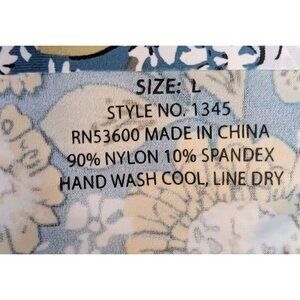 SIZE: L
STYLE NO. 1345
RN53600 MADE IN CHINA
90% NYLON 10% SPANDEX
HAND WASH COOL, LINE DRY